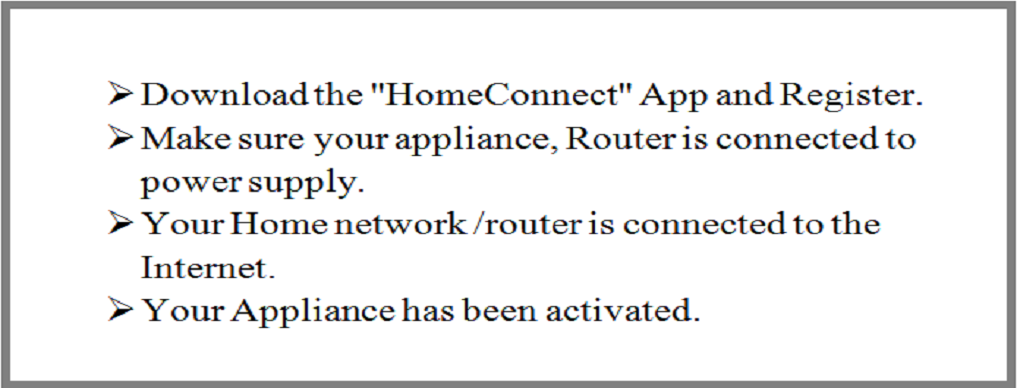 ➢ Download the "HomeConnect" App and Register.
➢ Make sure your appliance, Router is connected to
power supply.
➢ Your Home network /router is connected to the
Internet.
➢ Your Appliance has been activated.